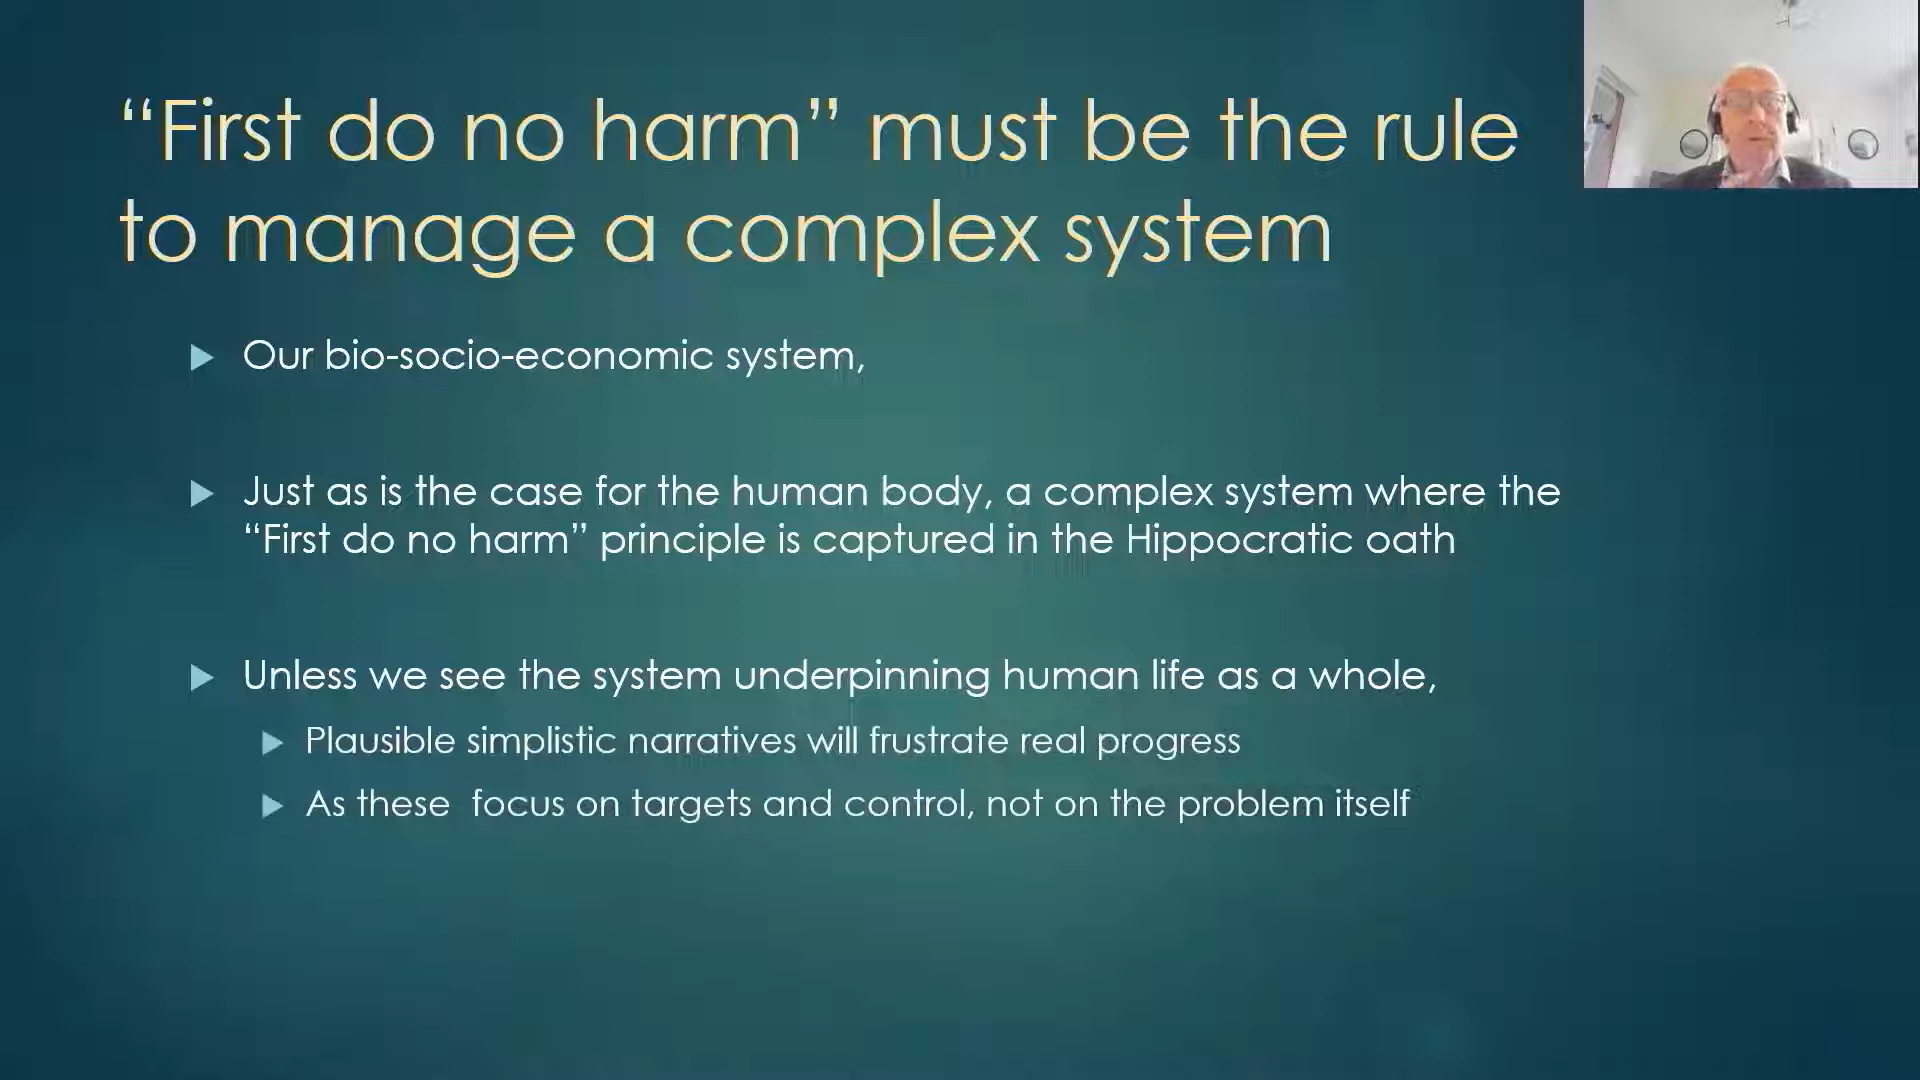 “First do no harm” must be the rule
to manage a complex system
Our bio-socio-economic system,
Just as is the case for the human body, a complex system where the
“First do no harm” principle is captured in the Hippocratic oath
Unless we see the system underpinning human life as a whole,
Plausible simplistic narratives will frustrate real progress
As these  focus on targets and control, not on the problem itself